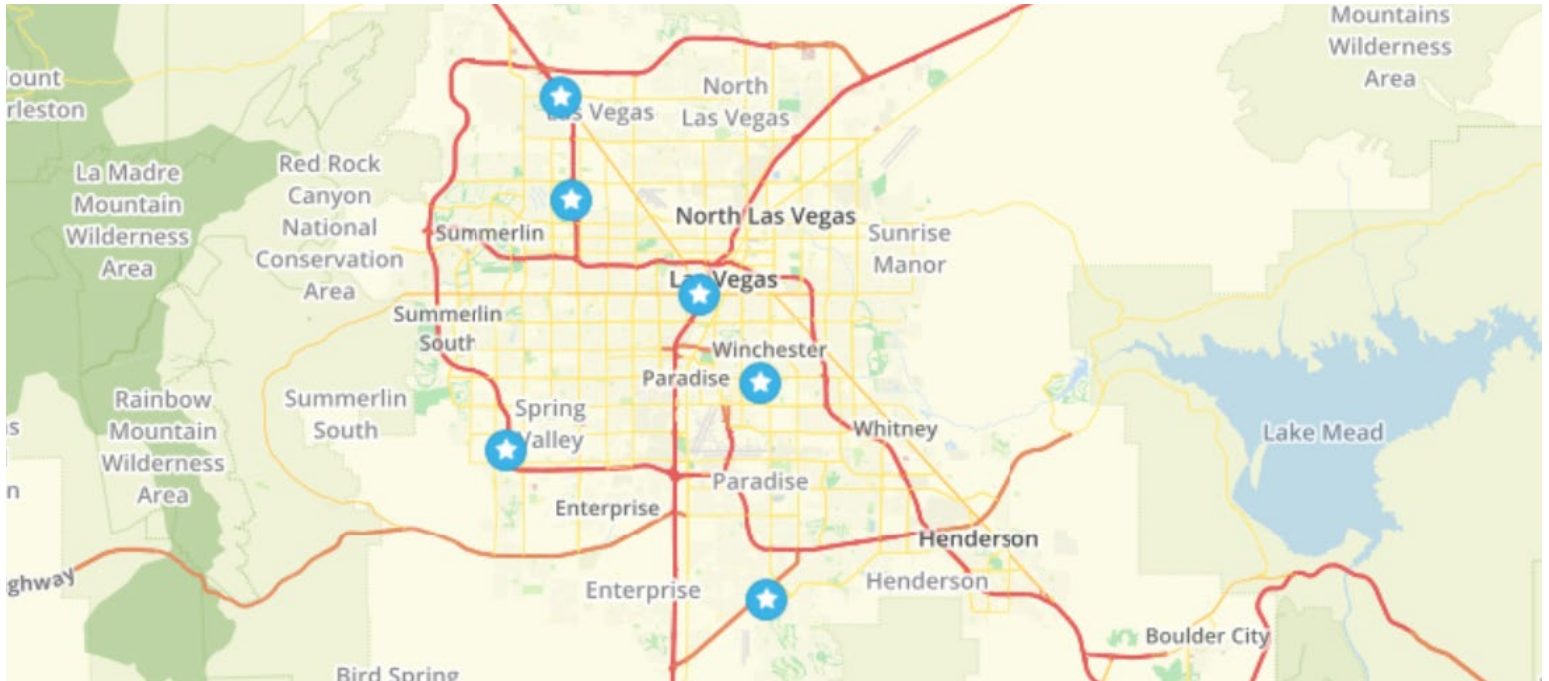 Mountains
Wilderness
Area
ount
rleston
North
Las Vegas
Las Vegas
La Madre
Mountain
Wilderness
Area
Red Rock
Canyon
National
Conservation
Area
North Las Vegas
Summerlin
Sunrise
Manor
Las Vegas
Summerlin
South
Winchester
Paradise
Rainbow
Mountain
Wilderness
Area
Summerlin
South
Spring
Valley
Whitney
Lake Mead
Paradise
Enterprise
Henderson
ghway
Enterprise
Henderson
Boulder City
Bird Spring